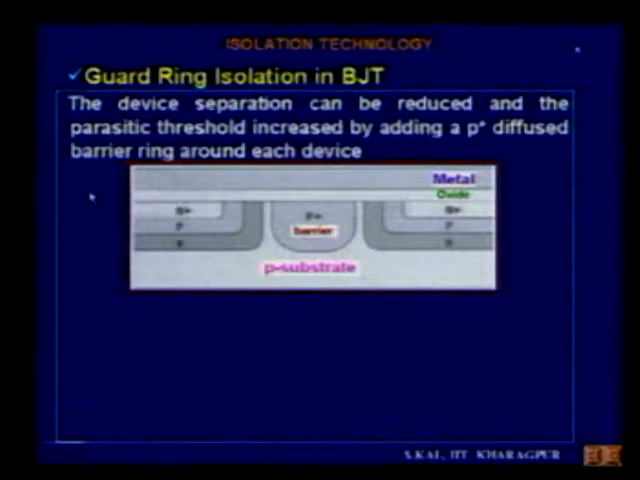 ISOLATION TECHNOLOGY
✓Guard Ring Isolation in BJT
The device separation can be reduced and the
parasitic threshold increased by adding a p⁺ diffused
barrier ring around each device
Metal
Oxide
N+ P+ N+
P barrier P
p-substrate
S.KAL, IIT KHARAGPUR